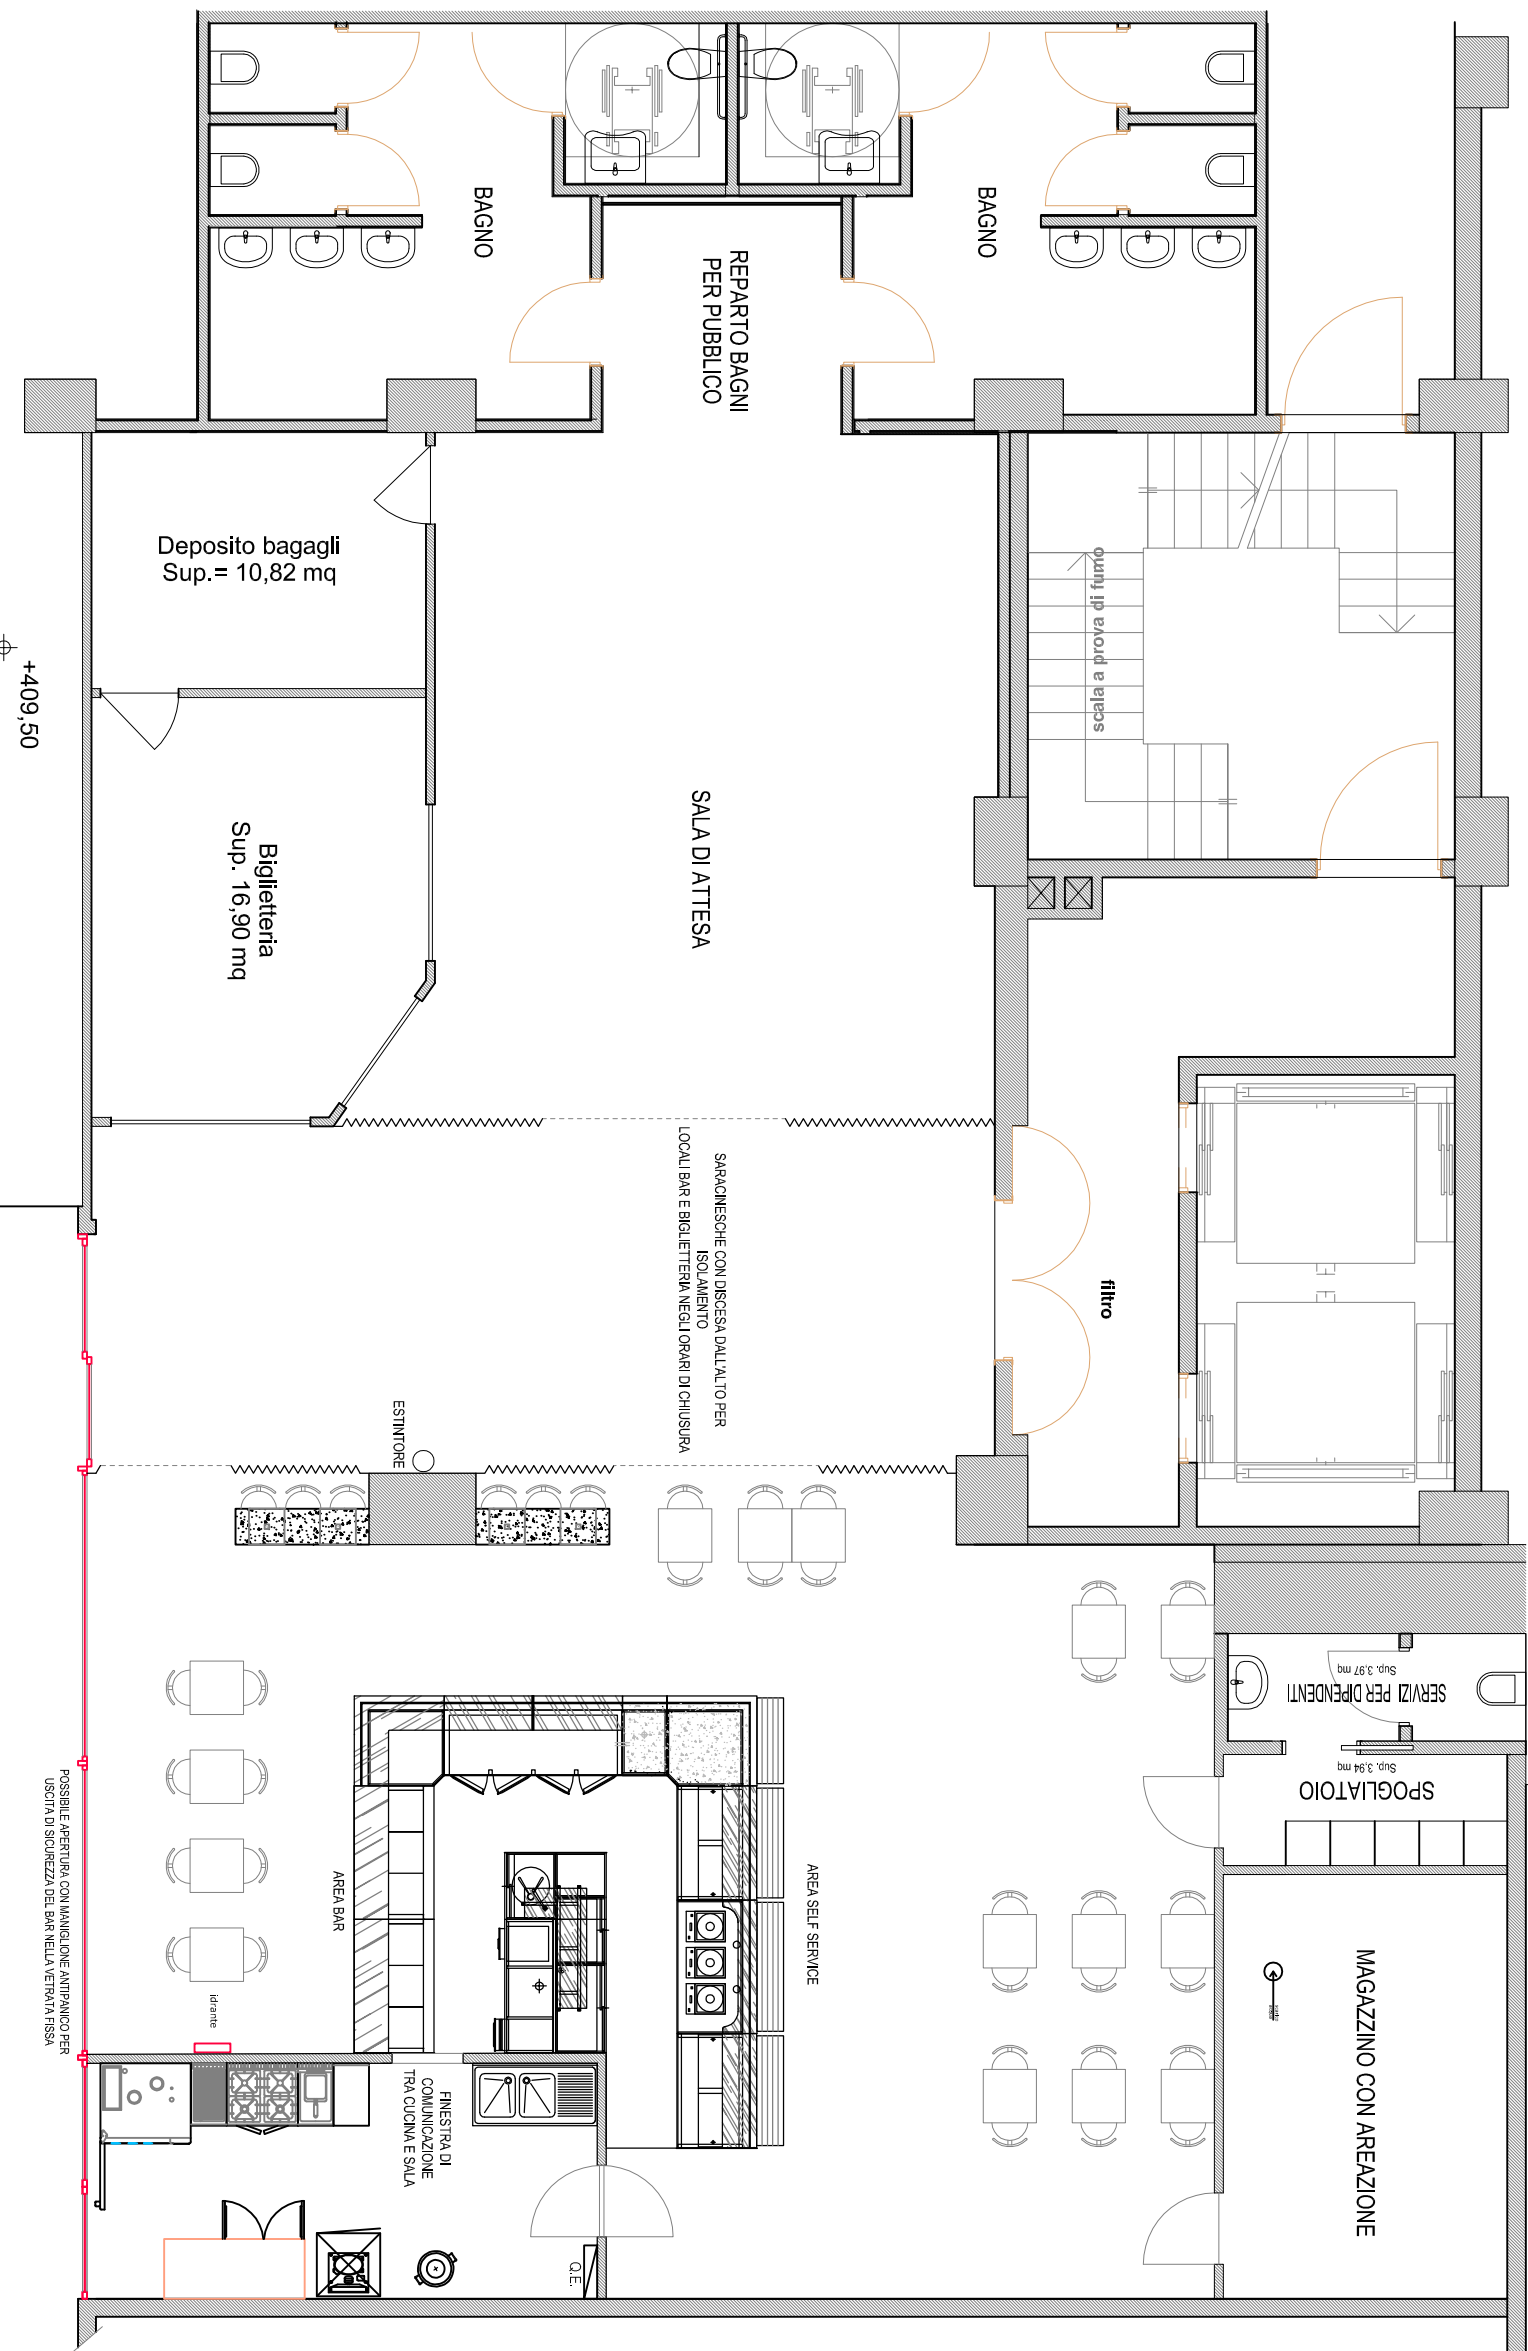 BAGNO
BAGNO
REPARTO BAGNI
PER PUBBLICO
Deposito bagagli
Sup.= 10,82 mq
scala a prova di fumo
+409,50
SALA DI ATTESA
Biglietteria
Sup. 16,90 mq
SARACINESCHE CON DISCESA DALL'ALTO PER
ISOLAMENTO
LOCALI BAR E BIGLIETTERIA NEGLI ORARI DI CHIUSURA
filtro
ESTINTORE
Sup. 3,97 mq
SERVIZI PER DIPENDENTI
Sup. 3,94 mq
SPOGLIATOIO
POSSIBILE APERTURA CON MANIGLIONE ANTIPANICO PER
USCITA DI SICUREZZA DEL BAR NELLA VETRATA FISSA
AREA BAR
AREA SELF SERVICE
idrante
MAGAZZINO CON AREAZIONE
FINESTRA DI
COMUNICAZIONE
TRA CUCINA E SALA
Q.E.